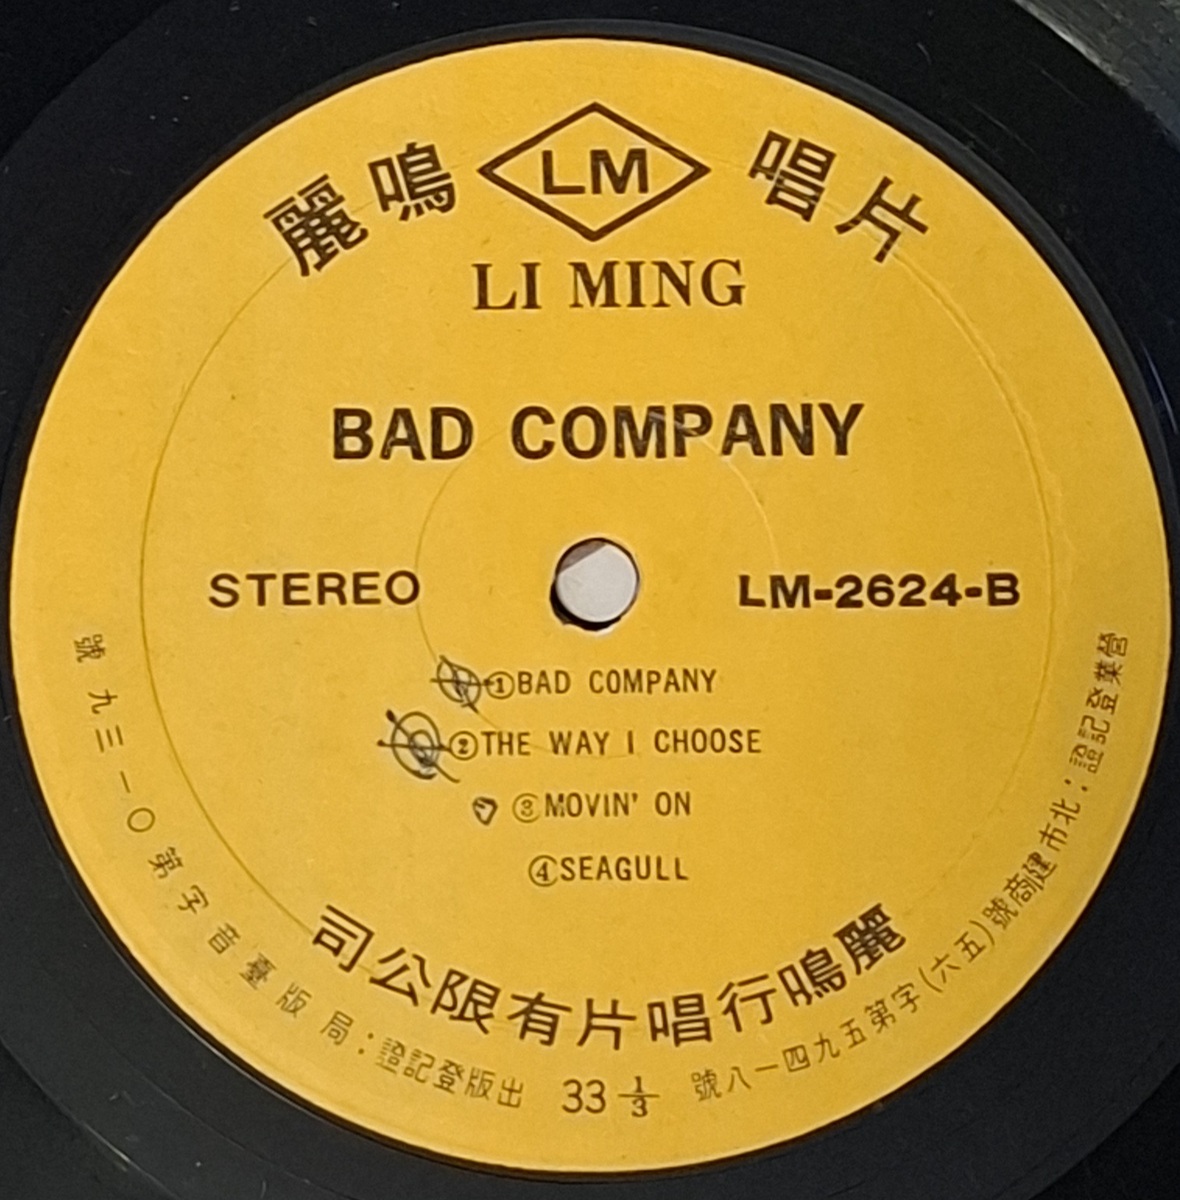 麗鳴 LM 唱片
LI MING
BAD COMPANY
STEREO
LM-2624-B
①BAD COMPANY
②THE WAY I CHOOSE
③MOVIN' ON
④SEAGULL
麗鳴行唱片有限公司
營業登記證:北市建商號(六五)字第五九四一八號
33 1/3
出版登記證:局版臺音字第〇一三九號